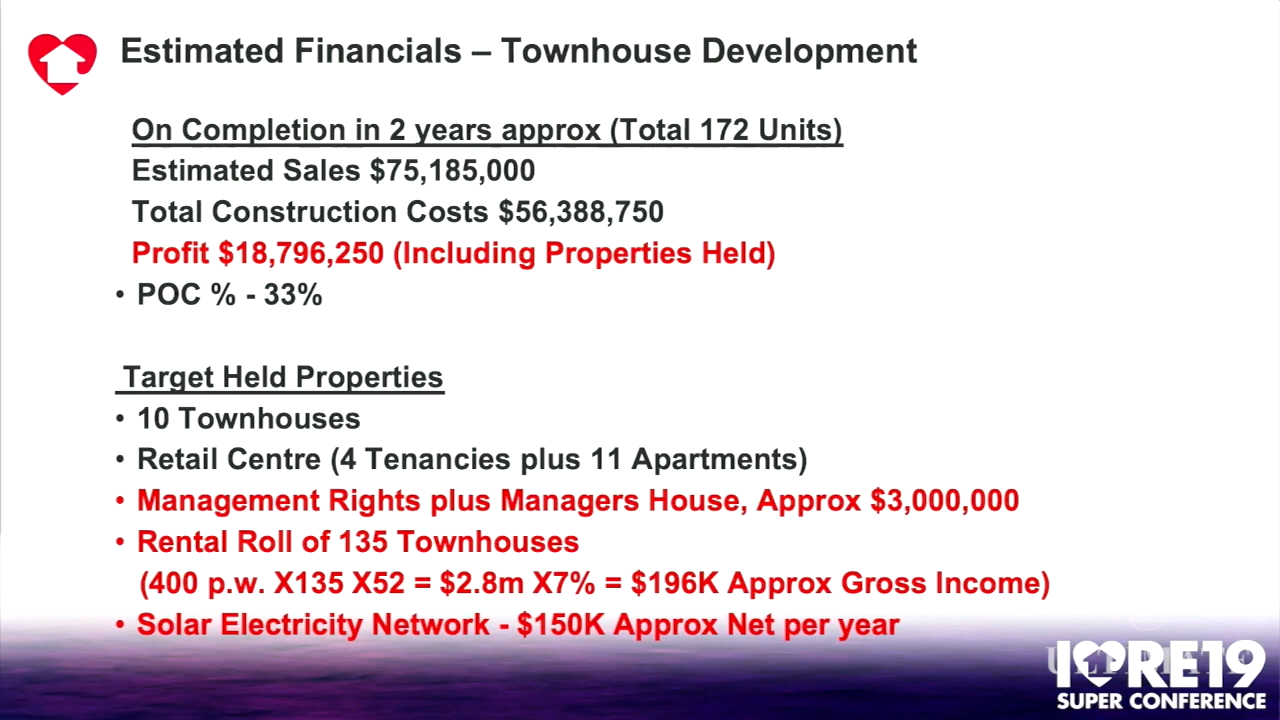 Estimated Financials – Townhouse Development
On Completion in 2 years approx (Total 172 Units)
Estimated Sales $75,185,000
Total Construction Costs $56,388,750
Profit $18,796,250 (Including Properties Held)
• POC % - 33%
Target Held Properties
• 10 Townhouses
• Retail Centre (4 Tenancies plus 11 Apartments)
• Management Rights plus Managers House, Approx $3,000,000
• Rental Roll of 135 Townhouses
(400 p.w. X135 X52 = $2.8m X7% = $196K Approx Gross Income)
• Solar Electricity Network - $150K Approx Net per year
I RE19
SUPER CONFERENCE